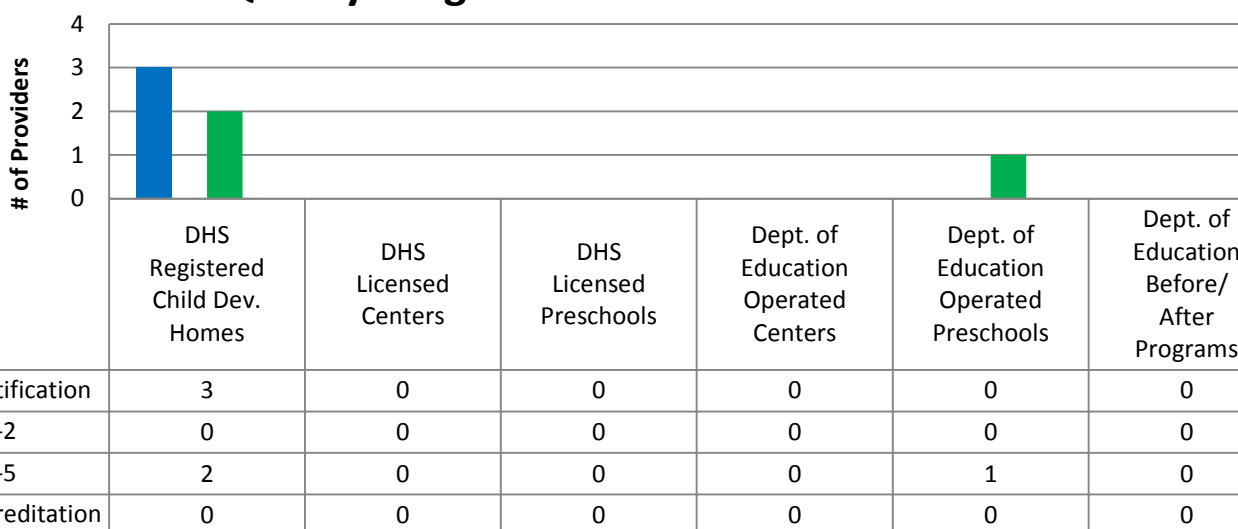 4
3
2
1
0
# of Providers
DHS Registered Child Dev. Homes
DHS Licensed Centers
DHS Licensed Preschools
Dept. of Education Operated Centers
Dept. of Education Operated Preschools
Dept. of Education Before/ After Programs
tification 3 0 0 0 0 0
-2 0 0 0 0 0 0
-5 2 0 0 0 1 0
reditation 0 0 0 0 0 0